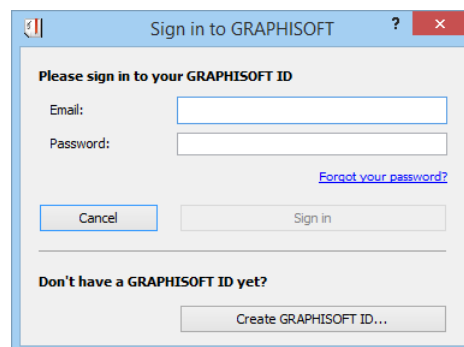 Sign in to GRAPHISOFT ? ×
Please sign in to your GRAPHISOFT ID
Email:
Password:
Forgot your password?
Cancel Sign in
Don't have a GRAPHISOFT ID yet?
Create GRAPHISOFT ID...